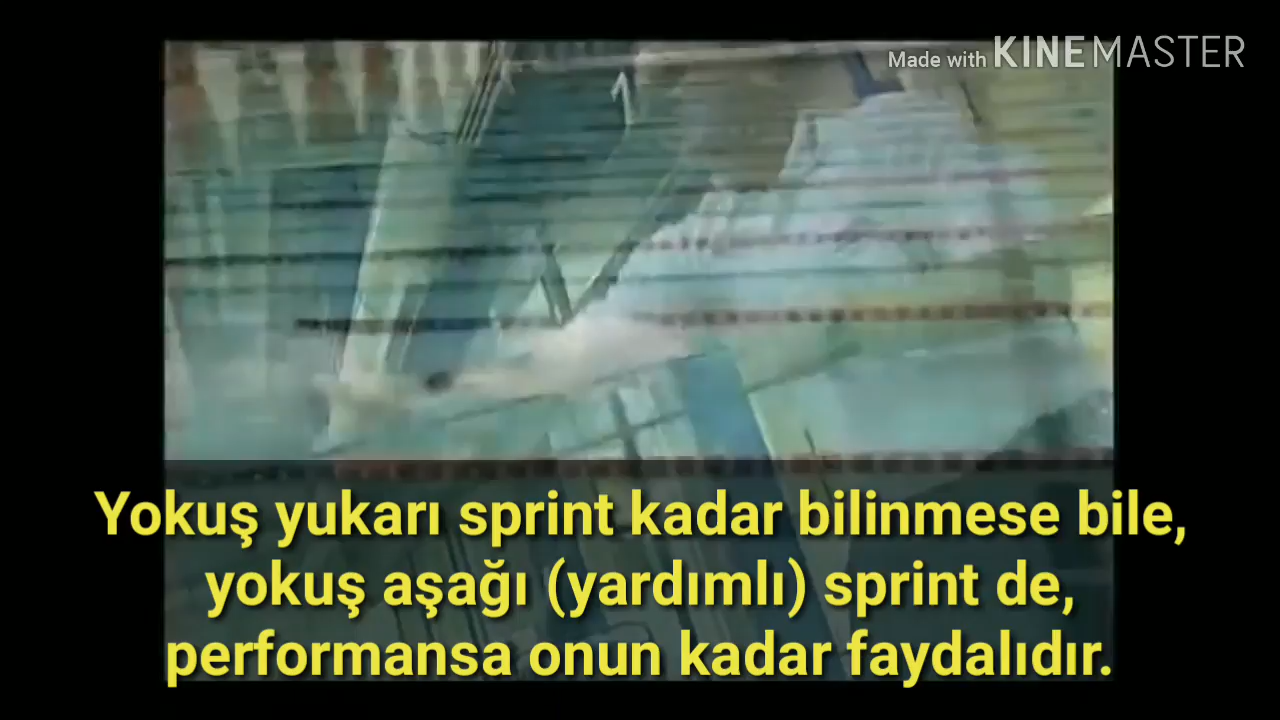 Made with KINEMASTER
Yokuş yukarı sprint kadar bilinmese bile,
yokuş aşağı (yardımlı) sprint de,
performansa onun kadar faydalıdır.